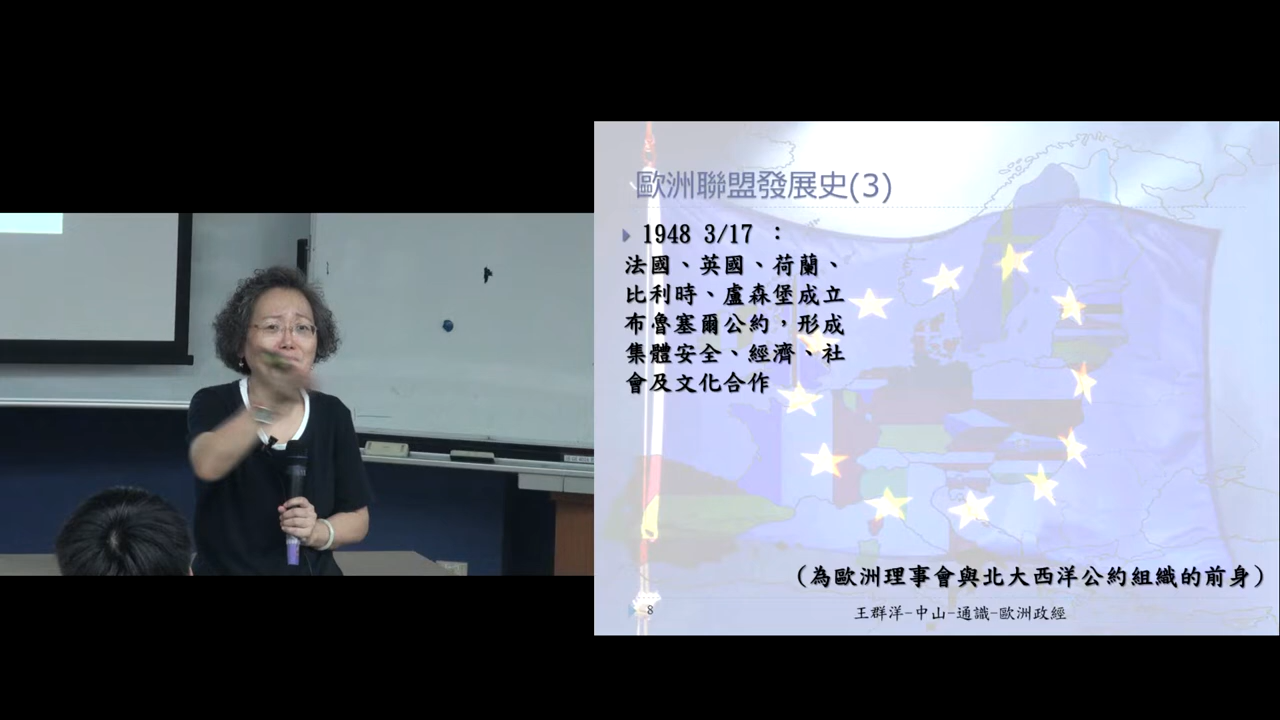 歐洲聯盟發展史(3)
1948 3/17 ：
法國、英國、荷蘭、
比利時、盧森堡成立
布魯塞爾公約，形成
集體安全、經濟、社
會及文化合作
(為歐洲理事會與北大西洋公約組織的前身)
8
王群洋-中山-通識-歐洲政經